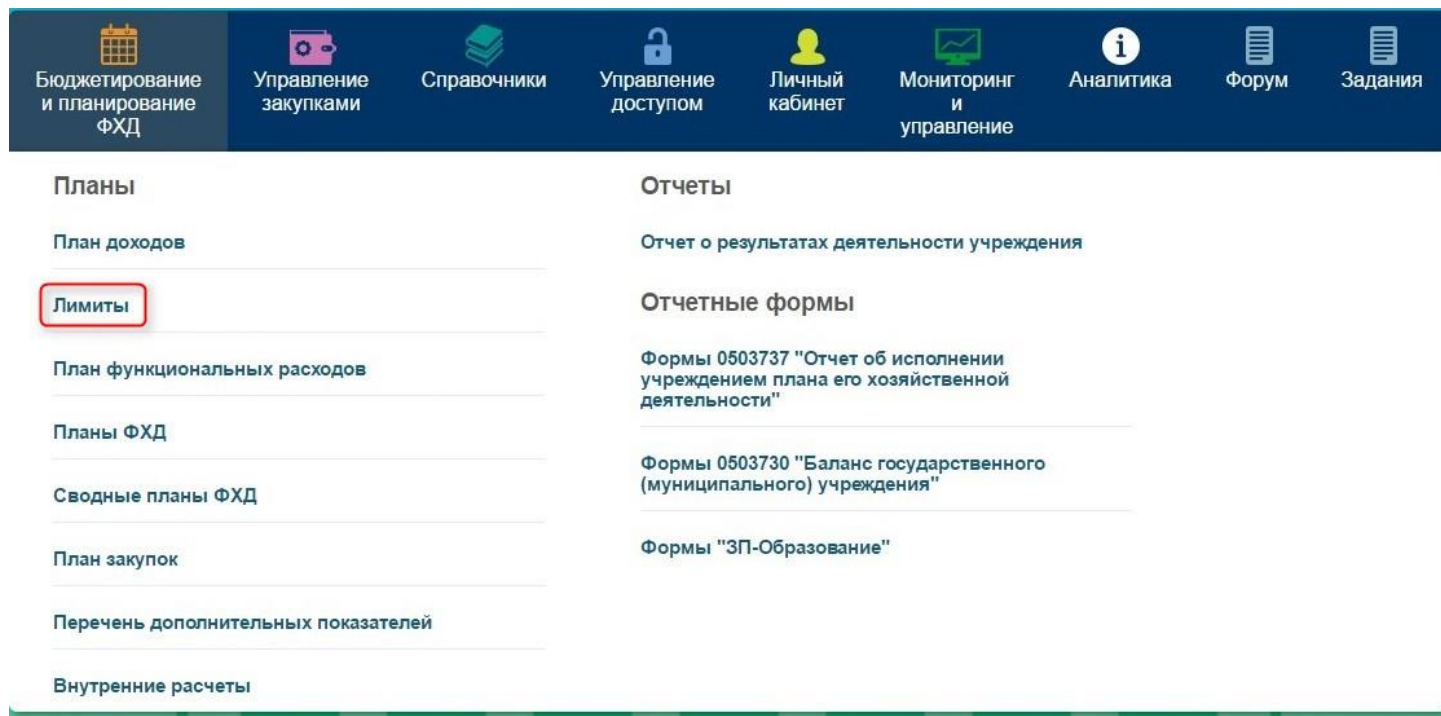 Бюджетирование
и планирование
ФХД
Управление
закупками
Справочники
Управление
доступом
Личный
кабинет
Мониторинг
и
управление
Аналитика
Форум
Задания
Планы
План доходов
Лимиты
План функциональных расходов
Планы ФХД
Сводные планы ФХД
План закупок
Перечень дополнительных показателей
Внутренние расчеты
Отчеты
Отчет о результатах деятельности учреждения
Отчетные формы
Формы 0503737 "Отчет об исполнении
учреждением плана его хозяйственной
деятельности"
Формы 0503730 "Баланс государственного
(муниципального) учреждения"
Формы "ЗП-Образование"